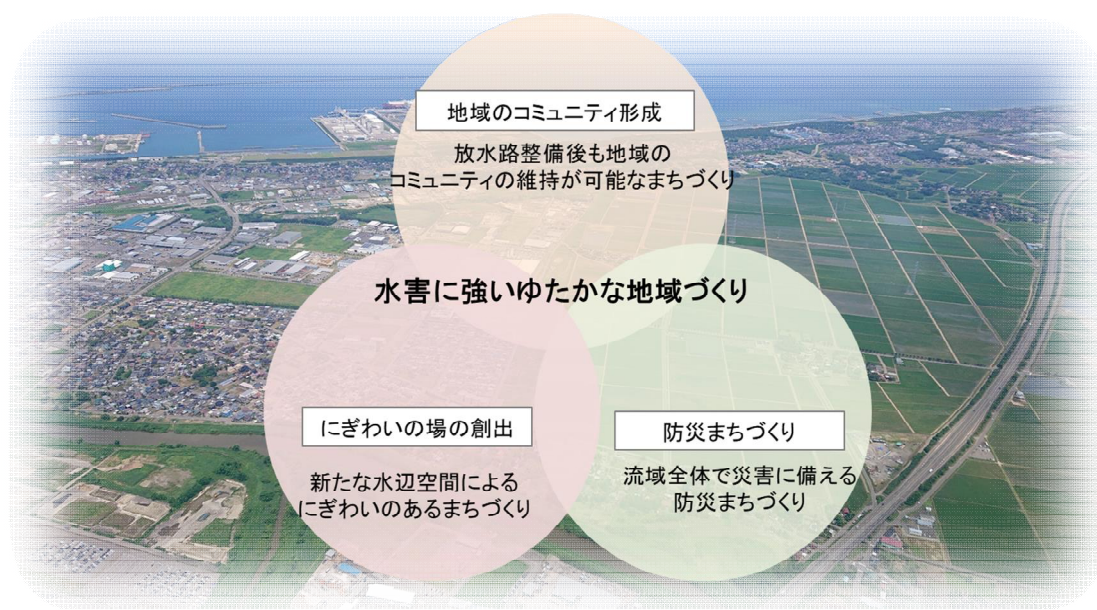 地域のコミュニティ形成
放水路整備後も地域の
コミュニティの維持が可能なまちづくり
水害に強いゆたかな地域づくり
にぎわいの場の創出
新たな水辺空間による
にぎわいのあるまちづくり
防災まちづくり
流域全体で災害に備える
防災まちづくり